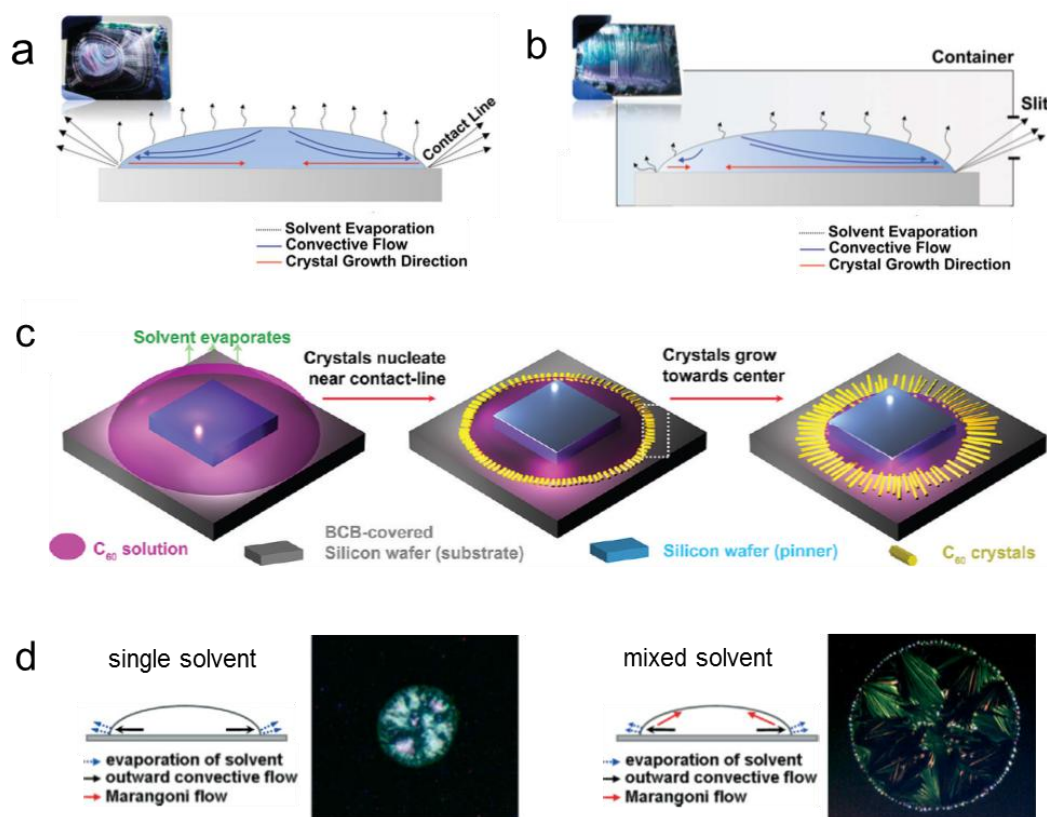 a
Contact Line
Solvent Evaporation
Convective Flow
Crystal Growth Direction
b
Container
Slit
Solvent Evaporation
Convective Flow
Crystal Growth Direction
c
Solvent evaporates
Crystals nucleate
near contact-line
Crystals grow
towards center
C₆₀ solution
BCB-covered
Silicon wafer (substrate)
Silicon wafer (pinner)
C₆₀ crystals
d
single solvent
evaporation of solvent
outward convective flow
Marangoni flow
mixed solvent
evaporation of solvent
outward convective flow
Marangoni flow